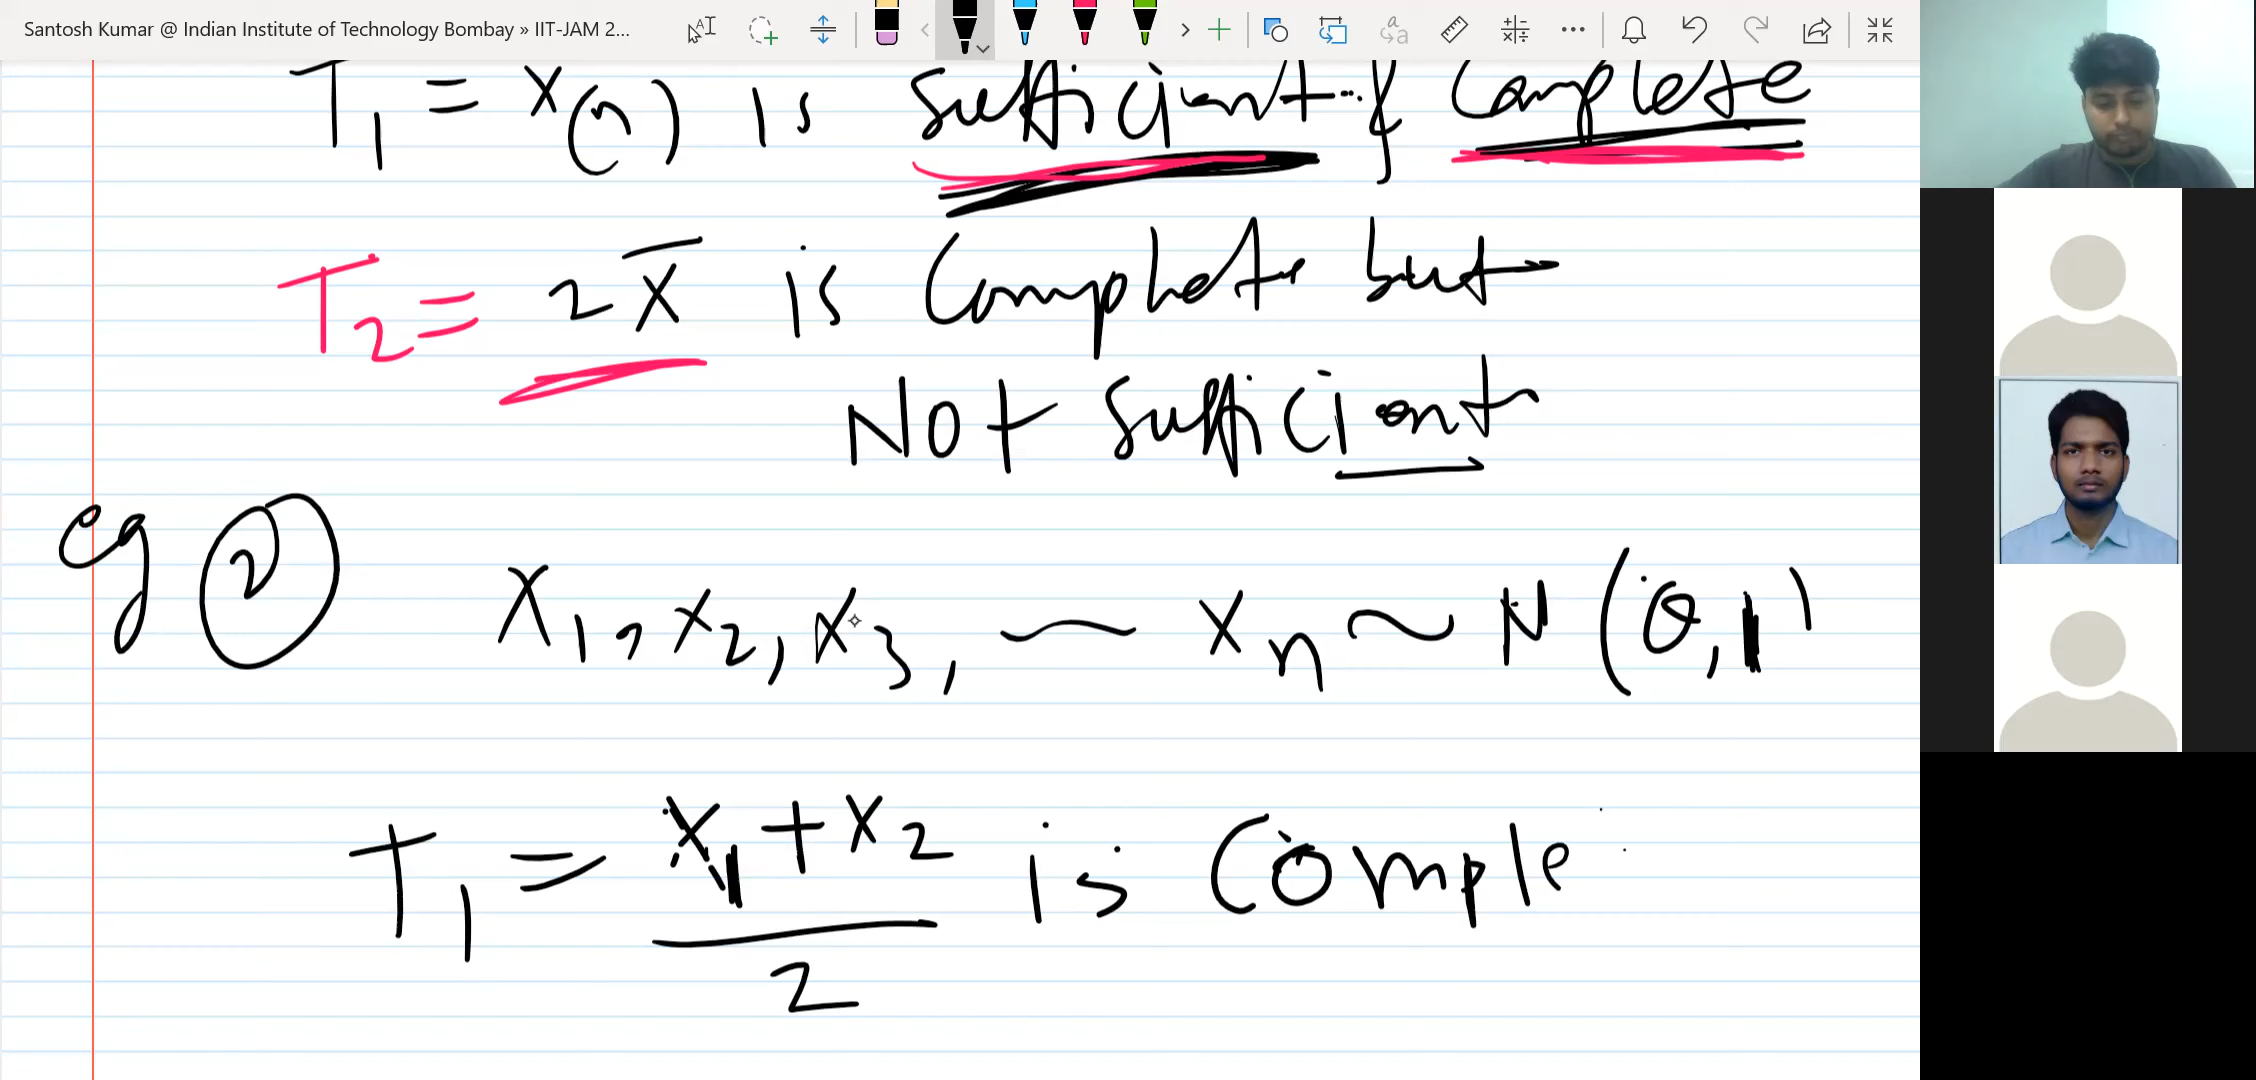 Santosh Kumar @ Indian Institute of Technology Bombay » IIT-JAM 2...
T1 = X(n) is sufficient & Complete
T2 = 2X̄ is Complete but
Not sufficient
eg 2
X1, X2, X3, — Xn ~ N(θ, 1)
T1 = (X1 + X2)/2 is Comple